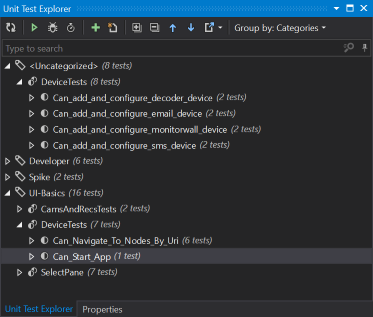 Unit Test Explorer
Group by: Categories
Type to search
<Uncategorized> (8 tests)
DeviceTests (8 tests)
Can_add_and_configure_decoder_device (2 tests)
Can_add_and_configure_email_device (2 tests)
Can_add_and_configure_monitorwall_device (2 tests)
Can_add_and_configure_sms_device (2 tests)
Developer (6 tests)
Spike (2 tests)
UI-Basics (16 tests)
CamsAndRecsTests (2 tests)
DeviceTests (7 tests)
Can_Navigate_To_Nodes_By_Uri (6 tests)
Can_Start_App (1 test)
SelectPane (7 tests)
Unit Test Explorer Properties